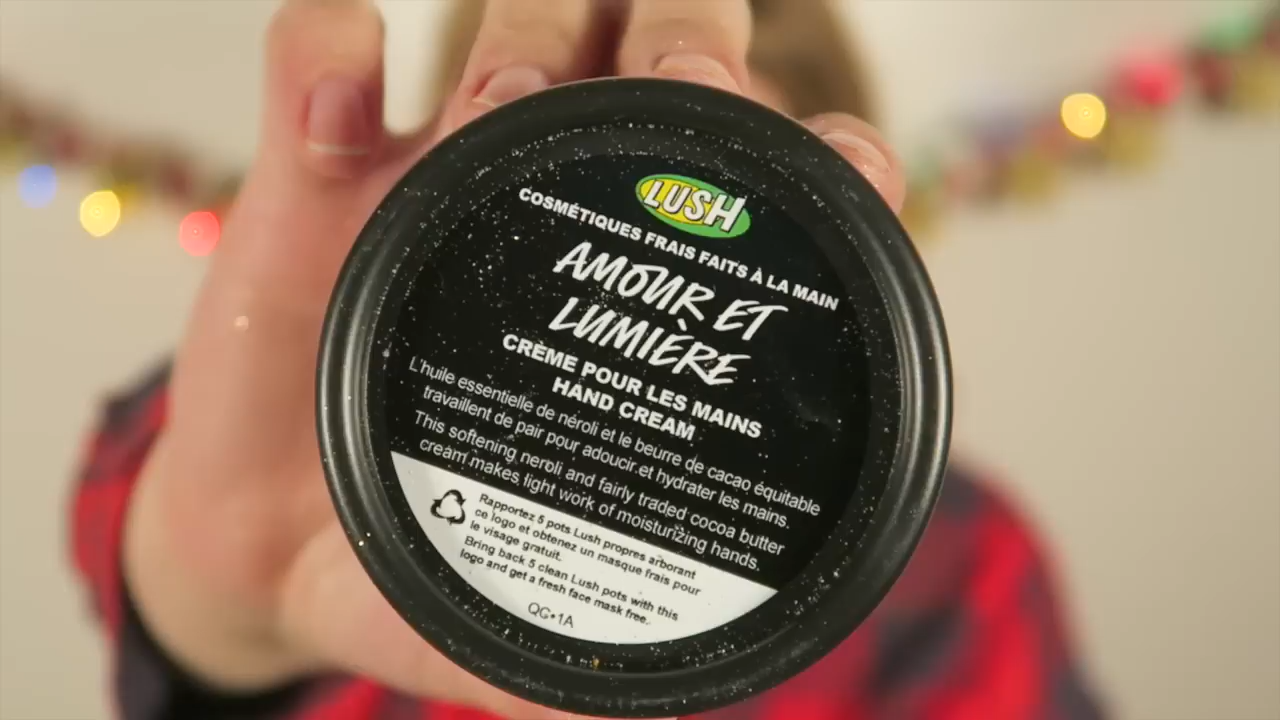 LUSH
COSMÉTIQUES FRAIS FAITS À LA MAIN
AMOUR ET
LUMIÈRE
CRÈME POUR LES MAINS
HAND CREAM
L'huile essentielle de néroli et le beurre de cacao équitable
travaillent de pair pour adoucir et hydrater les mains.
This softening neroli and fairly traded cocoa butter
cream makes light work of moisturizing hands.
Rapportez 5 pots Lush propres arborant
ce logo et obtenez un masque frais pour
le visage gratuit.
Bring back 5 clean Lush pots with this
logo and get a fresh face mask free.
QC•1A